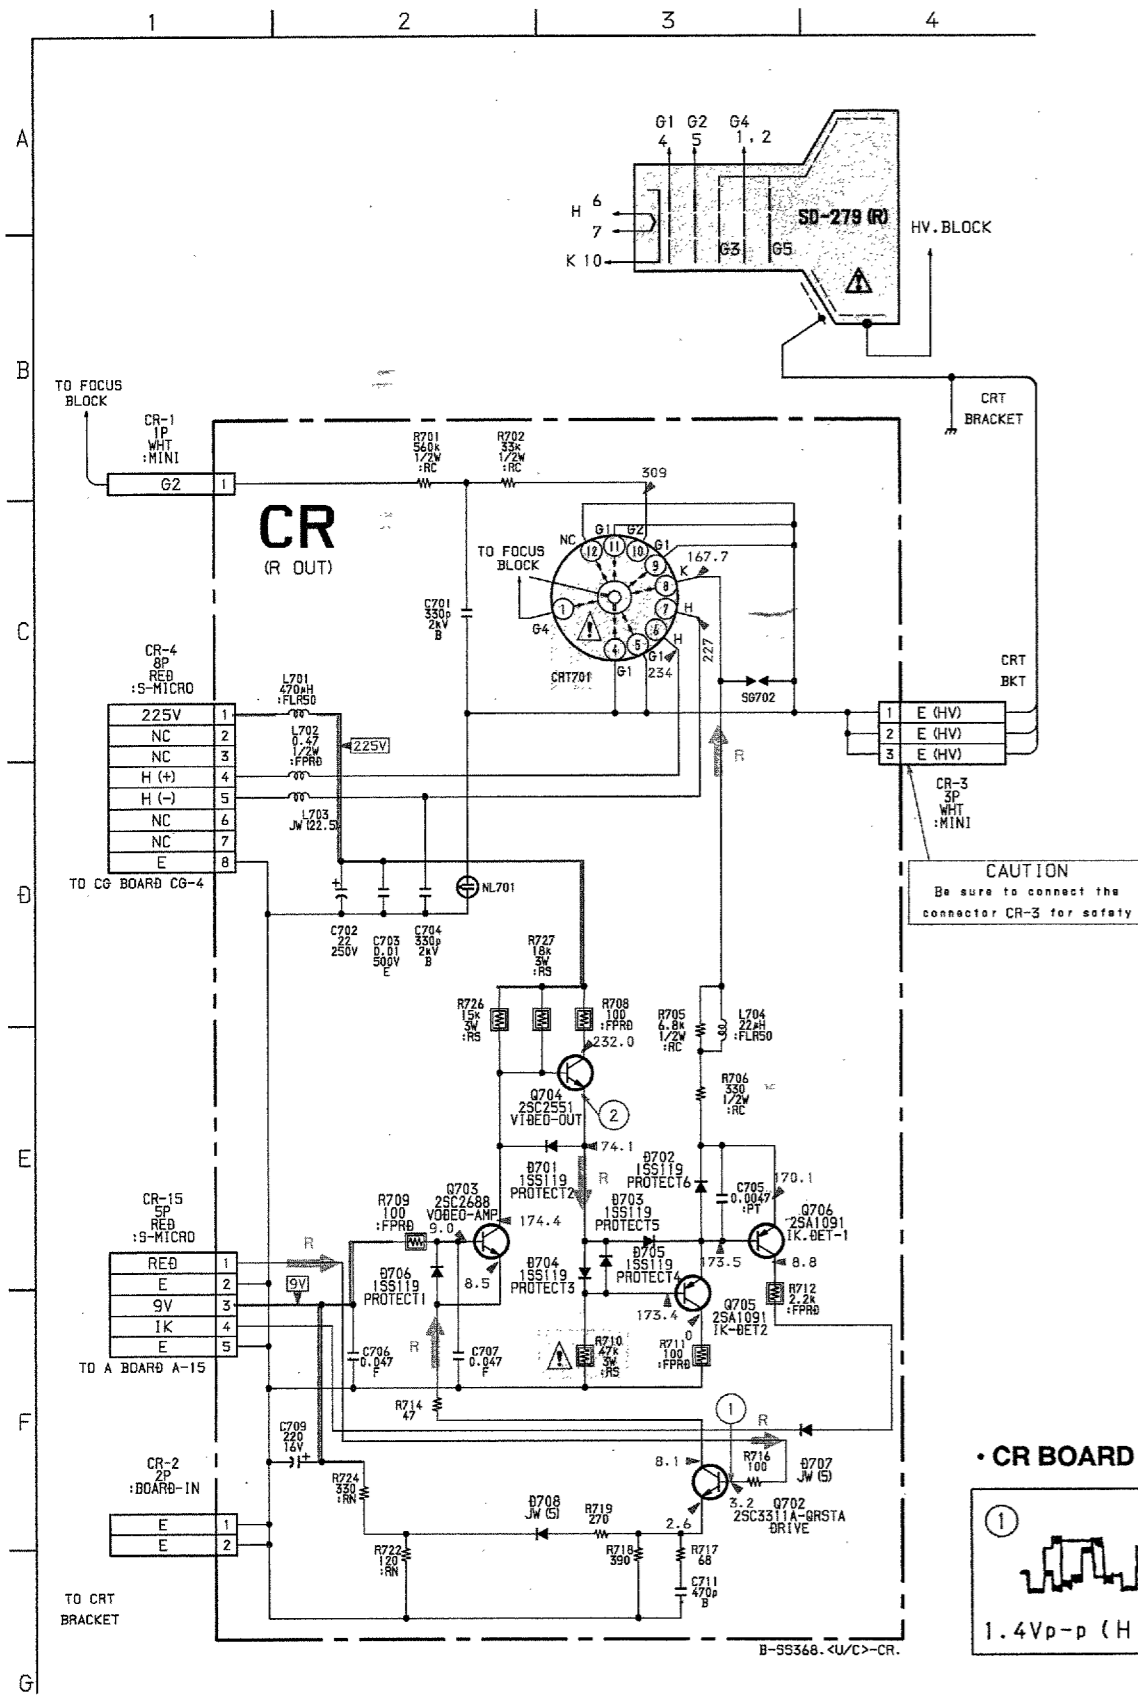 1
2
3
4
A
B
C
D
E
F
G
G1
4
G2
5
G4
1, 2
H
6
7
K 10
G3
G5
SD-279 (R)
HV.BLOCK
CRT
BRACKET
TO FOCUS
BLOCK
CR-1
1P
WHT
:MINI
G2
1
R701
560k
1/2W
:RC
R702
33k
1/2W
:RC
309
CR
(R OUT)
TO FOCUS
BLOCK
NC
G1
G2
G1
K
H
H
G1
G1
G4
12
11
10
9
8
7
6
5
4
1
167.7
227
234
CRT701
C701
330p
2kV
B
SG702
CRT
BKT
CR-4
8P
RED
:S-MICRO
225V 1
NC 2
NC 3
H (+) 4
H (-) 5
NC 6
NC 7
E 8
TO CG BOARD CG-4
L701
470μH
:FLR50
L702
0.47
1/2W
:FPRD
L703
JW (22.5)
225V
R
1 E (HV)
2 E (HV)
3 E (HV)
CR-3
3P
WHT
:MINI
CAUTION
Be sure to connect the
connector CR-3 for safety
NL701
C702
22
250V
C703
0.01
500V
E
C704
330p
2kV
B
R727
18k
3W
:RS
R726
15k
3W
:RS
R708
100
:FPRD
R705
6.8k
1/2W
:RC
L704
22μH
:FLR50
232.0
Q704
2SC2551
VIDEO-OUT
2
R706
330
1/2W
:RC
174.1
D701
1SS119
PROTECT2
R
D702
1SS119
PROTECT6
C705
0.0047
:PT
170.1
Q706
2SA1091
IK.DET-1
D703
1SS119
PROTECT5
CR-15
5P
RED
:S-MICRO
RED 1
E 2
9V 3
IK 4
E 5
TO A BOARD A-15
R
9V
R709
100
:FPRD
Q703
2SC2688
VODEO-AMP
9.0
174.4
8.5
D706
1SS119
PROTECT1
D704
1SS119
PROTECT3
D705
1SS119
PROTECT4
173.5
8.8
R712
2.2k
:FPRD
173.4
Q705
2SA1091
IK-DET2
0
R
C706
0.047
F
C707
0.047
F
R710
47k
3W
:RS
R711
100
:FPRD
R714
47
1
R
C709
220
16V
CR-2
2P
:BOARD-IN
E 1
E 2
TO CRT
BRACKET
R724
330
:RN
8.1
R716
100
D707
JW (5)
3.2
Q702
2SC3311A-QRSTA
DRIVE
2.6
D708
JW (5)
R719
270
R722
120
:RN
R718
390
R717
68
C711
470p
B
B-SS368.<U/C>-CR.
• CR BOARD
1
1.4Vp-p (H